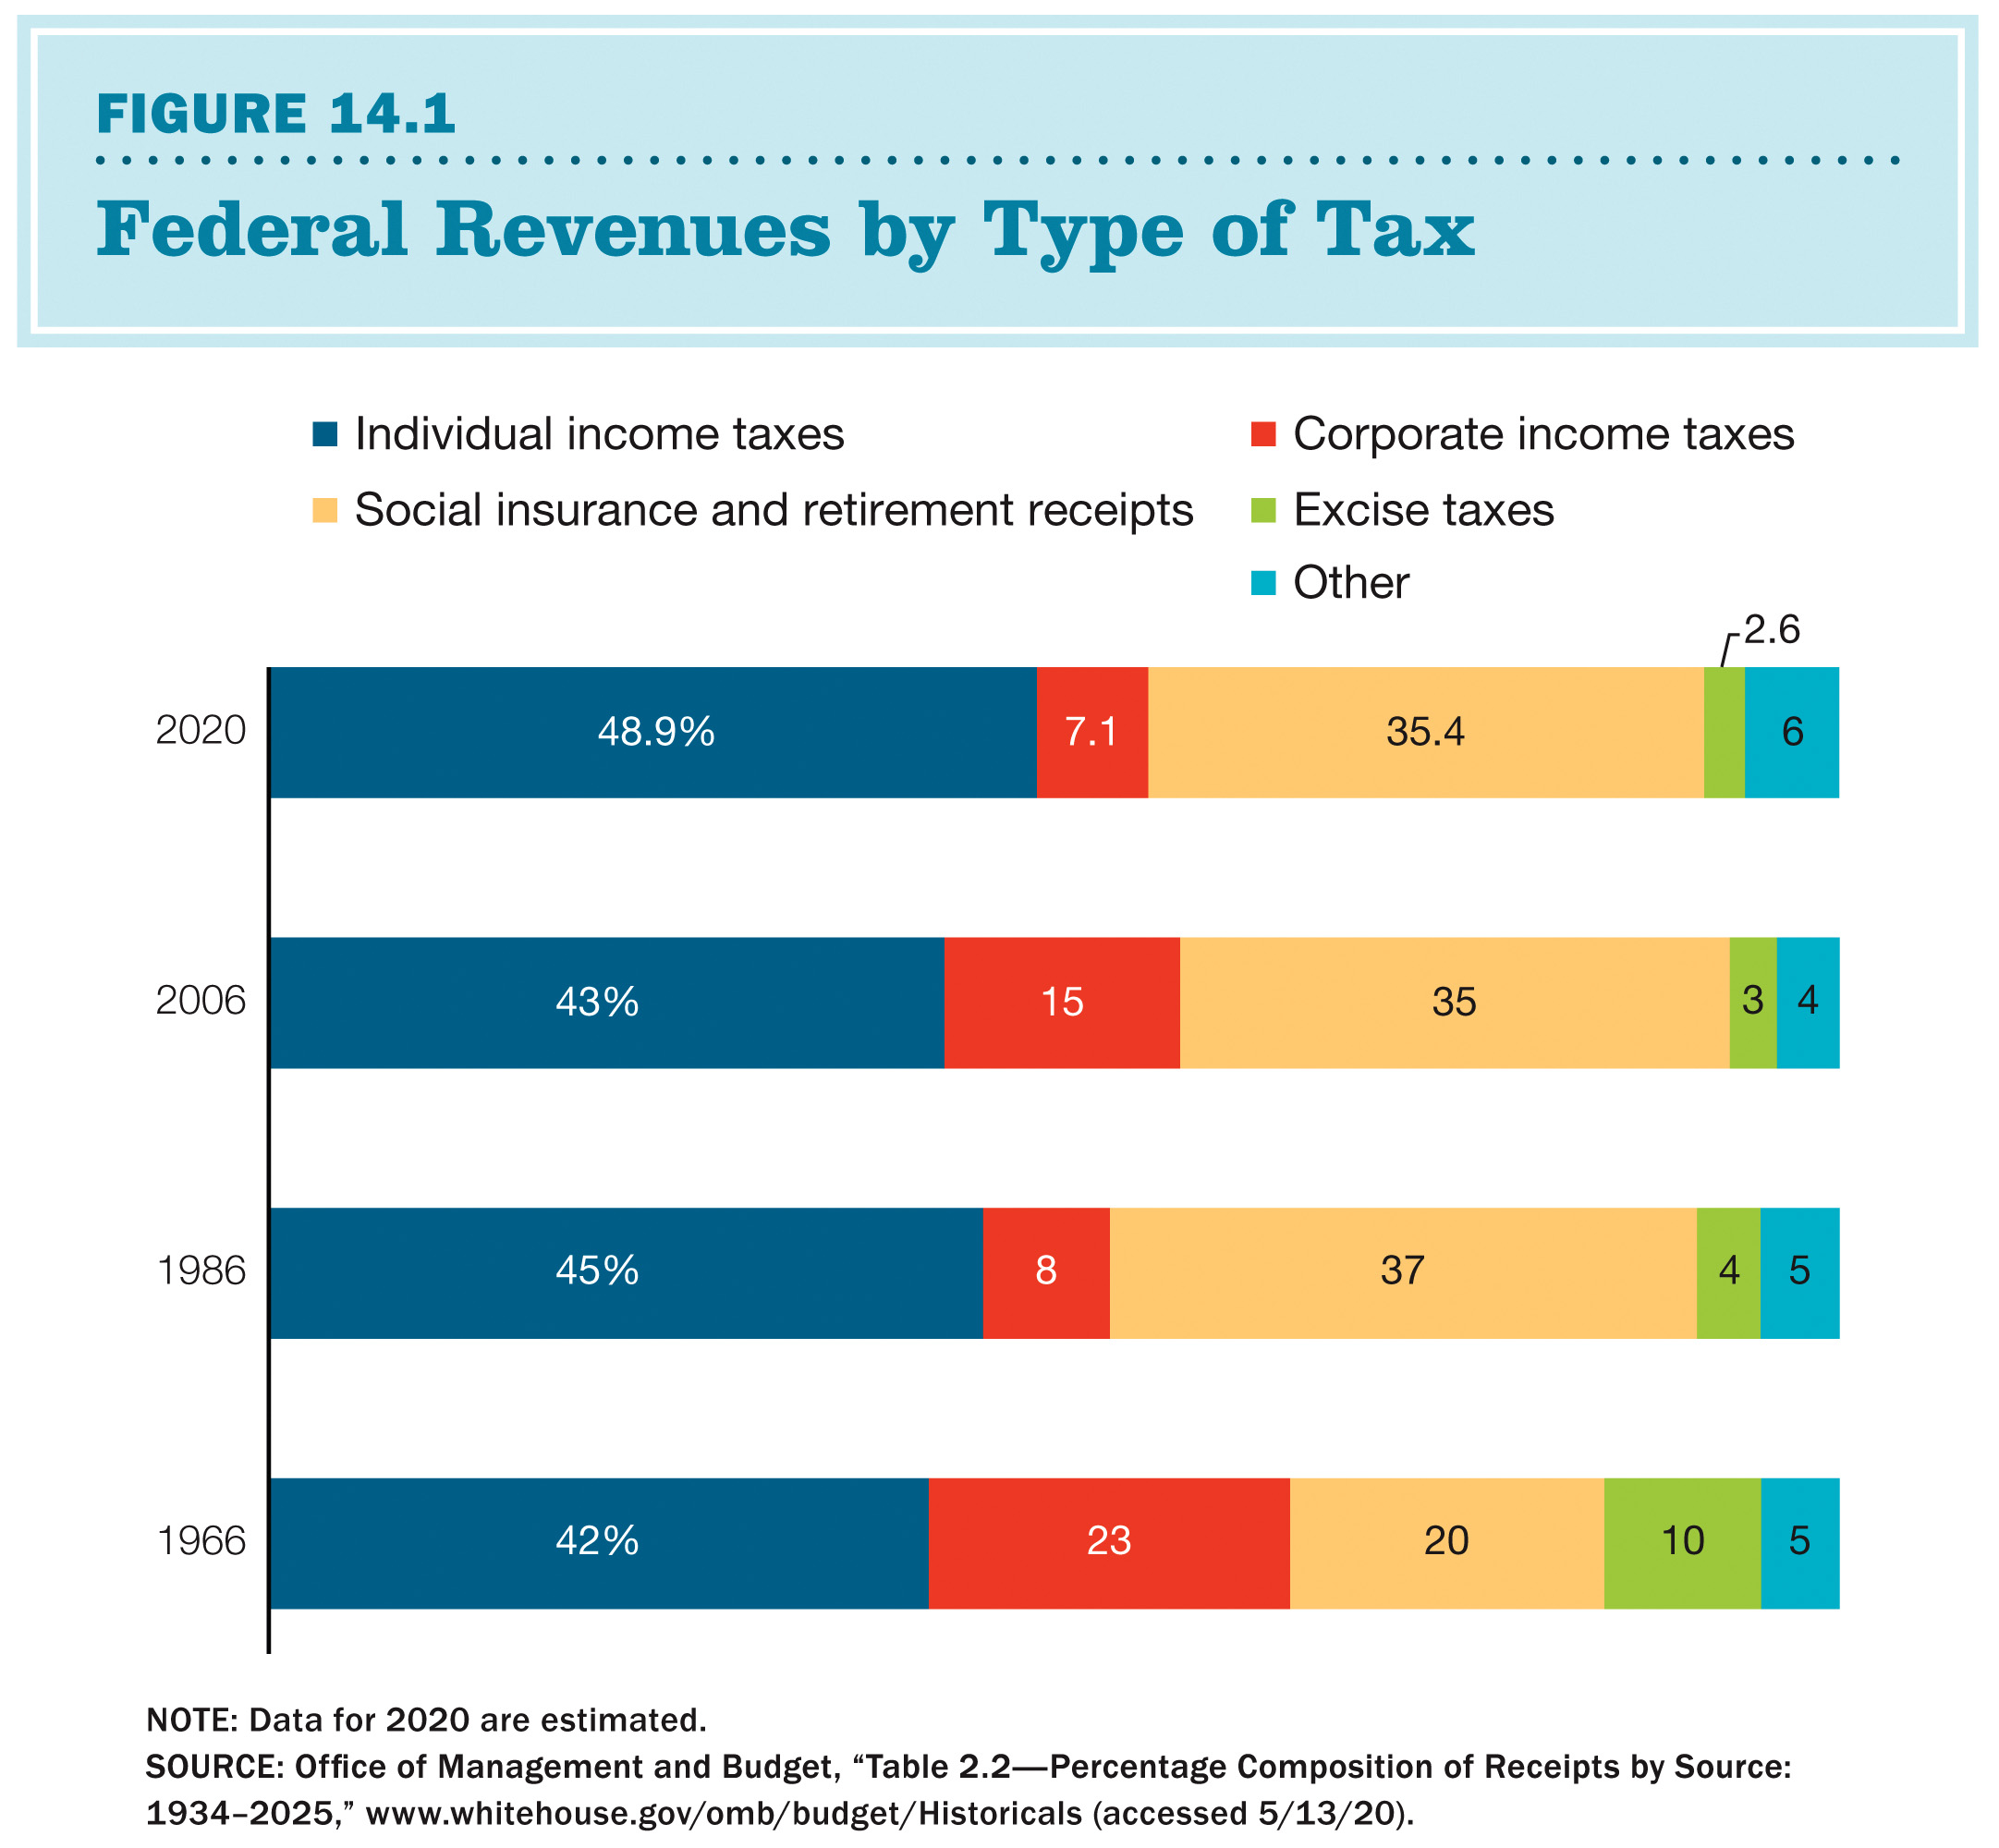 FIGURE 14.1
Federal Revenues by Type of Tax
Individual income taxes
Corporate income taxes
Social insurance and retirement receipts
Excise taxes
Other
2.6
2020 48.9% 7.1 35.4 6
2006 43% 15 35 3 4
1986 45% 8 37 4 5
1966 42% 23 20 10 5
NOTE: Data for 2020 are estimated.
SOURCE: Office of Management and Budget, “Table 2.2—Percentage Composition of Receipts by Source:
1934–2025,” www.whitehouse.gov/omb/budget/Historicals (accessed 5/13/20).